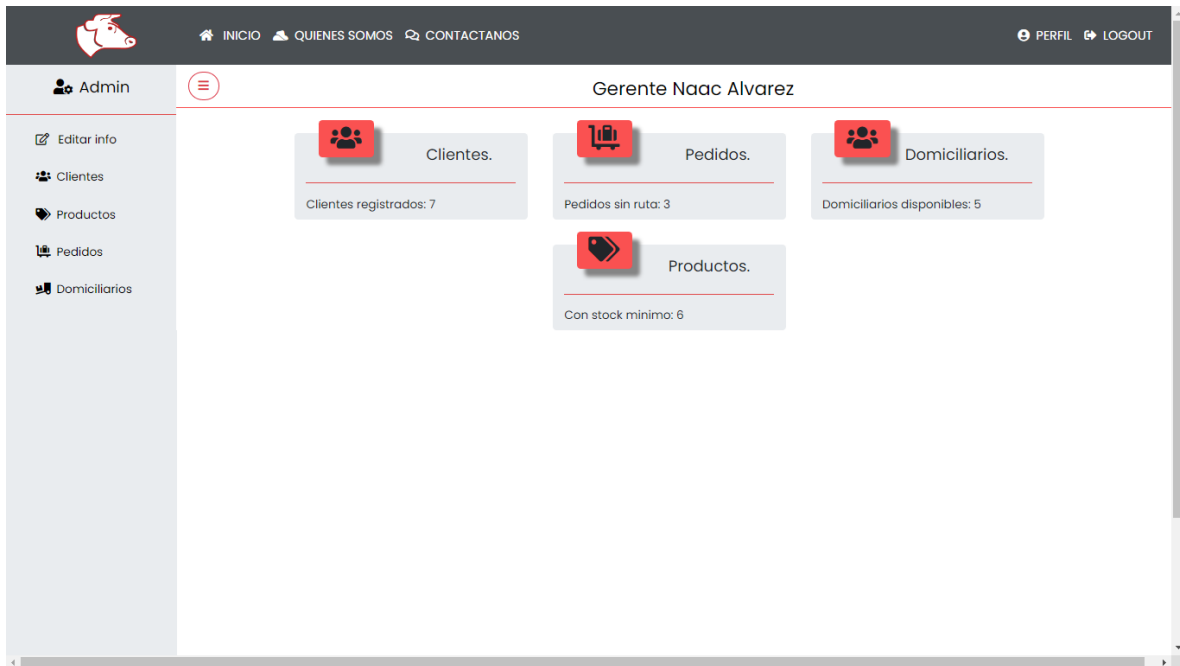 INICIO QUIENES SOMOS CONTACTANOS PERFIL LOGOUT
Admin
Gerente Naac Alvarez
Editar info
Clientes
Productos
Pedidos
Domiciliarios
Clientes.
Clientes registrados: 7
Pedidos.
Pedidos sin ruta: 3
Domiciliarios.
Domiciliarios disponibles: 5
Productos.
Con stock minimo: 6